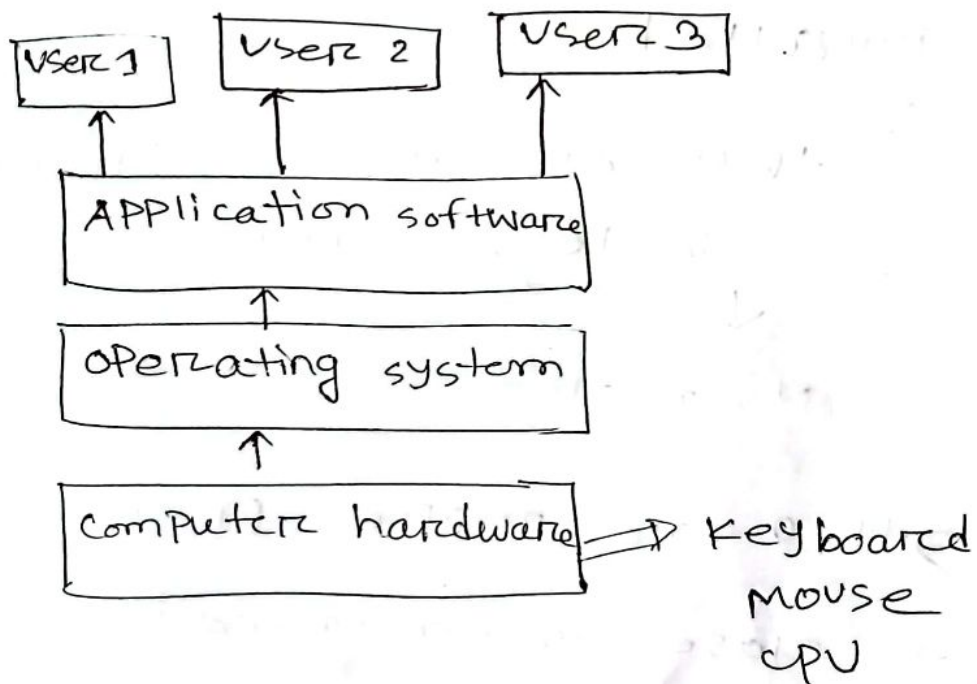 User 1 User 2 User 3
Application software
operating system
computer hardware
Keyboard
Mouse
CPU